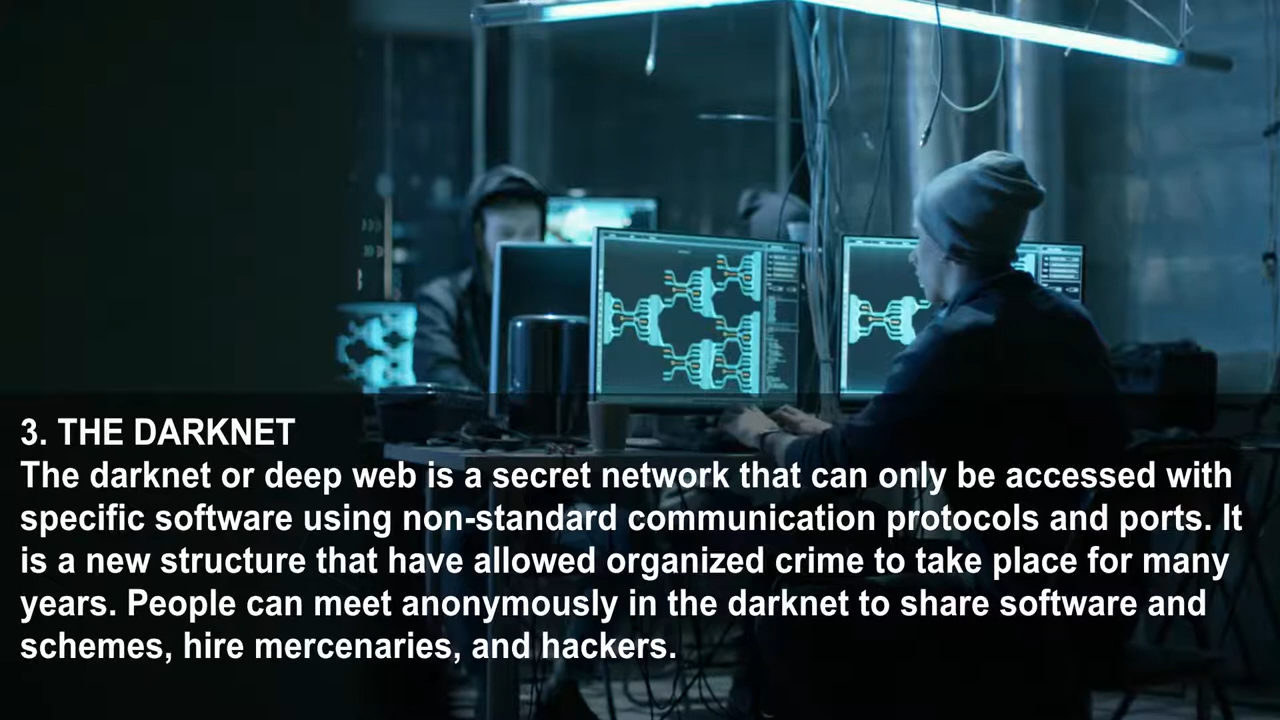 3. THE DARKNET
The darknet or deep web is a secret network that can only be accessed with
specific software using non-standard communication protocols and ports. It
is a new structure that have allowed organized crime to take place for many
years. People can meet anonymously in the darknet to share software and
schemes, hire mercenaries, and hackers.